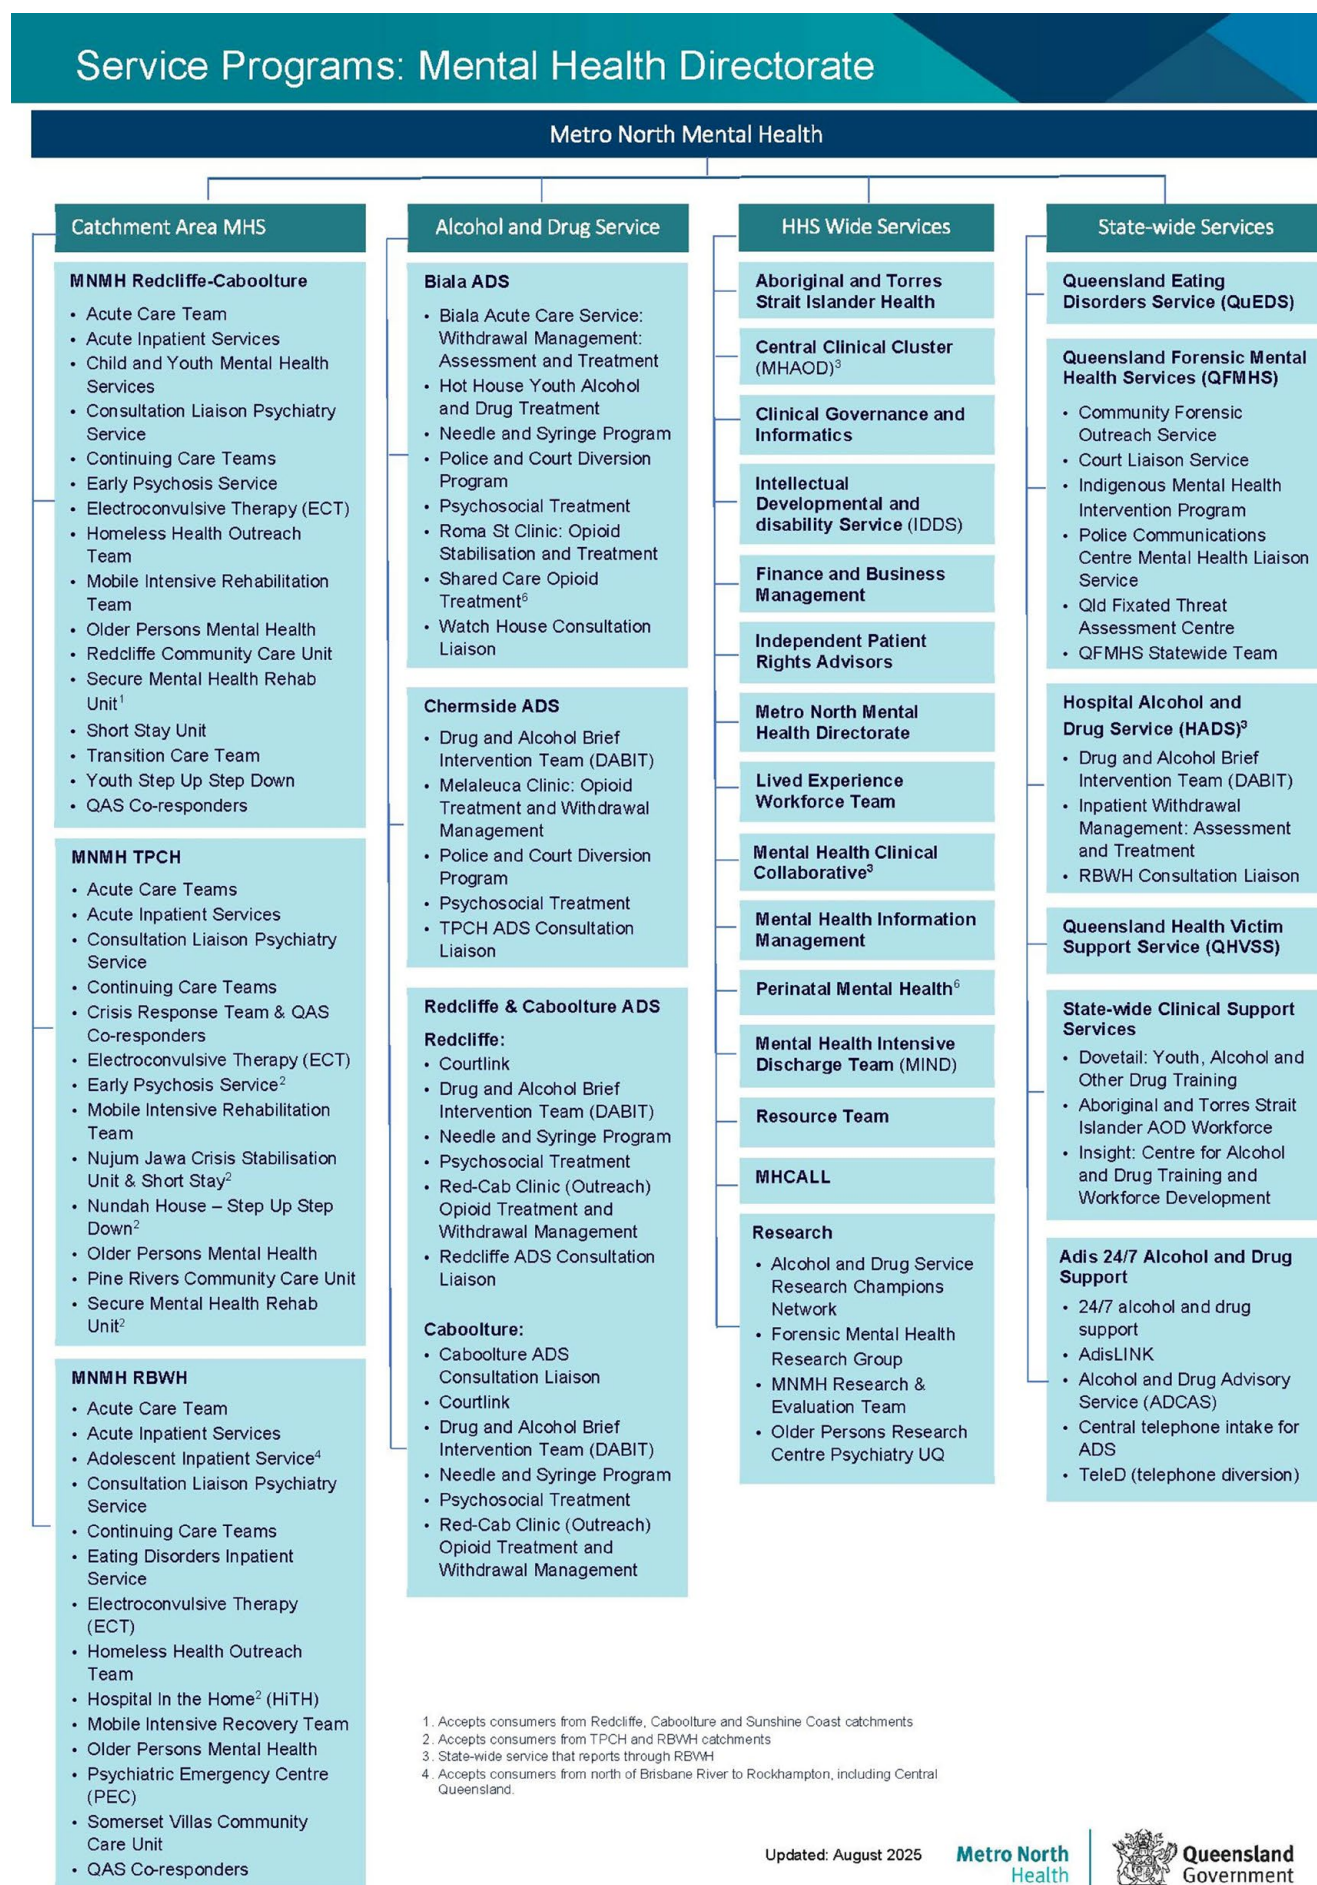 Service Programs: Mental Health Directorate
Metro North Mental Health
Catchment Area MHS
MNMH Redcliffe-Caboolture
• Acute Care Team
• Acute Inpatient Services
• Child and Youth Mental Health
Services
• Consultation Liaison Psychiatry
Service
• Continuing Care Teams
• Early Psychosis Service
• Electroconvulsive Therapy (ECT)
• Homeless Health Outreach
Team
• Mobile Intensive Rehabilitation
Team
• Older Persons Mental Health
• Redcliffe Community Care Unit
• Secure Mental Health Rehab
Unit¹
• Short Stay Unit
• Transition Care Team
• Youth Step Up Step Down
• QAS Co-responders
MNMH TPCH
• Acute Care Teams
• Acute Inpatient Services
• Consultation Liaison Psychiatry
Service
• Continuing Care Teams
• Crisis Response Team & QAS
Co-responders
• Electroconvulsive Therapy (ECT)
• Early Psychosis Service²
• Mobile Intensive Rehabilitation
Team
• Nujum Jawa Crisis Stabilisation
Unit & Short Stay²
• Nundah House – Step Up Step
Down²
• Older Persons Mental Health
• Pine Rivers Community Care Unit
• Secure Mental Health Rehab
Unit²
MNMH RBWH
• Acute Care Team
• Acute Inpatient Services
• Adolescent Inpatient Service⁴
• Consultation Liaison Psychiatry
Service
• Continuing Care Teams
• Eating Disorders Inpatient
Service
• Electroconvulsive Therapy
(ECT)
• Homeless Health Outreach
Team
• Hospital In the Home² (HiTH)
• Mobile Intensive Recovery Team
• Older Persons Mental Health
• Psychiatric Emergency Centre
(PEC)
• Somerset Villas Community
Care Unit
• QAS Co-responders
Alcohol and Drug Service
Biala ADS
• Biala Acute Care Service:
Withdrawal Management:
Assessment and Treatment
• Hot House Youth Alcohol
and Drug Treatment
• Needle and Syringe Program
• Police and Court Diversion
Program
• Psychosocial Treatment
• Roma St Clinic: Opioid
Stabilisation and Treatment
• Shared Care Opioid
Treatment⁶
• Watch House Consultation
Liaison
Chermside ADS
• Drug and Alcohol Brief
Intervention Team (DABIT)
• Melaleuca Clinic: Opioid
Treatment and Withdrawal
Management
• Police and Court Diversion
Program
• Psychosocial Treatment
• TPCH ADS Consultation
Liaison
Redcliffe & Caboolture ADS
Redcliffe:
• Courtlink
• Drug and Alcohol Brief
Intervention Team (DABIT)
• Needle and Syringe Program
• Psychosocial Treatment
• Red-Cab Clinic (Outreach)
Opioid Treatment and
Withdrawal Management
• Redcliffe ADS Consultation
Liaison
Caboolture:
• Caboolture ADS
Consultation Liaison
• Courtlink
• Drug and Alcohol Brief
Intervention Team (DABIT)
• Needle and Syringe Program
• Psychosocial Treatment
• Red-Cab Clinic (Outreach)
Opioid Treatment and
Withdrawal Management
HHS Wide Services
Aboriginal and Torres
Strait Islander Health
Central Clinical Cluster
(MHAOD)³
Clinical Governance and
Informatics
Intellectual
Developmental and
disability Service (IDDS)
Finance and Business
Management
Independent Patient
Rights Advisors
Metro North Mental
Health Directorate
Lived Experience
Workforce Team
Mental Health Clinical
Collaborative³
Mental Health Information
Management
Perinatal Mental Health⁶
Mental Health Intensive
Discharge Team (MIND)
Resource Team
MHCALL
Research
• Alcohol and Drug Service
Research Champions
Network
• Forensic Mental Health
Research Group
• MNMH Research &
Evaluation Team
• Older Persons Research
Centre Psychiatry UQ
State-wide Services
Queensland Eating
Disorders Service (QuEDS)
Queensland Forensic Mental
Health Services (QFMHS)
• Community Forensic
Outreach Service
• Court Liaison Service
• Indigenous Mental Health
Intervention Program
• Police Communications
Centre Mental Health Liaison
Service
• Qld Fixated Threat
Assessment Centre
• QFMHS Statewide Team
Hospital Alcohol and
Drug Service (HADS)³
• Drug and Alcohol Brief
Intervention Team (DABIT)
• Inpatient Withdrawal
Management: Assessment
and Treatment
• RBWH Consultation Liaison
Queensland Health Victim
Support Service (QHVSS)
State-wide Clinical Support
Services
• Dovetail: Youth, Alcohol and
Other Drug Training
• Aboriginal and Torres Strait
Islander AOD Workforce
• Insight: Centre for Alcohol
and Drug Training and
Workforce Development
Adis 24/7 Alcohol and Drug
Support
• 24/7 alcohol and drug
support
• AdisLINK
• Alcohol and Drug Advisory
Service (ADCAS)
• Central telephone intake for
ADS
• TeleD (telephone diversion)
1. Accepts consumers from Redcliffe, Caboolture and Sunshine Coast catchments
2. Accepts consumers from TPCH and RBWH catchments
3. State-wide service that reports through RBWH
4. Accepts consumers from north of Brisbane River to Rockhampton, including Central
Queensland.
Updated: August 2025
Metro North
Health
Queensland
Government